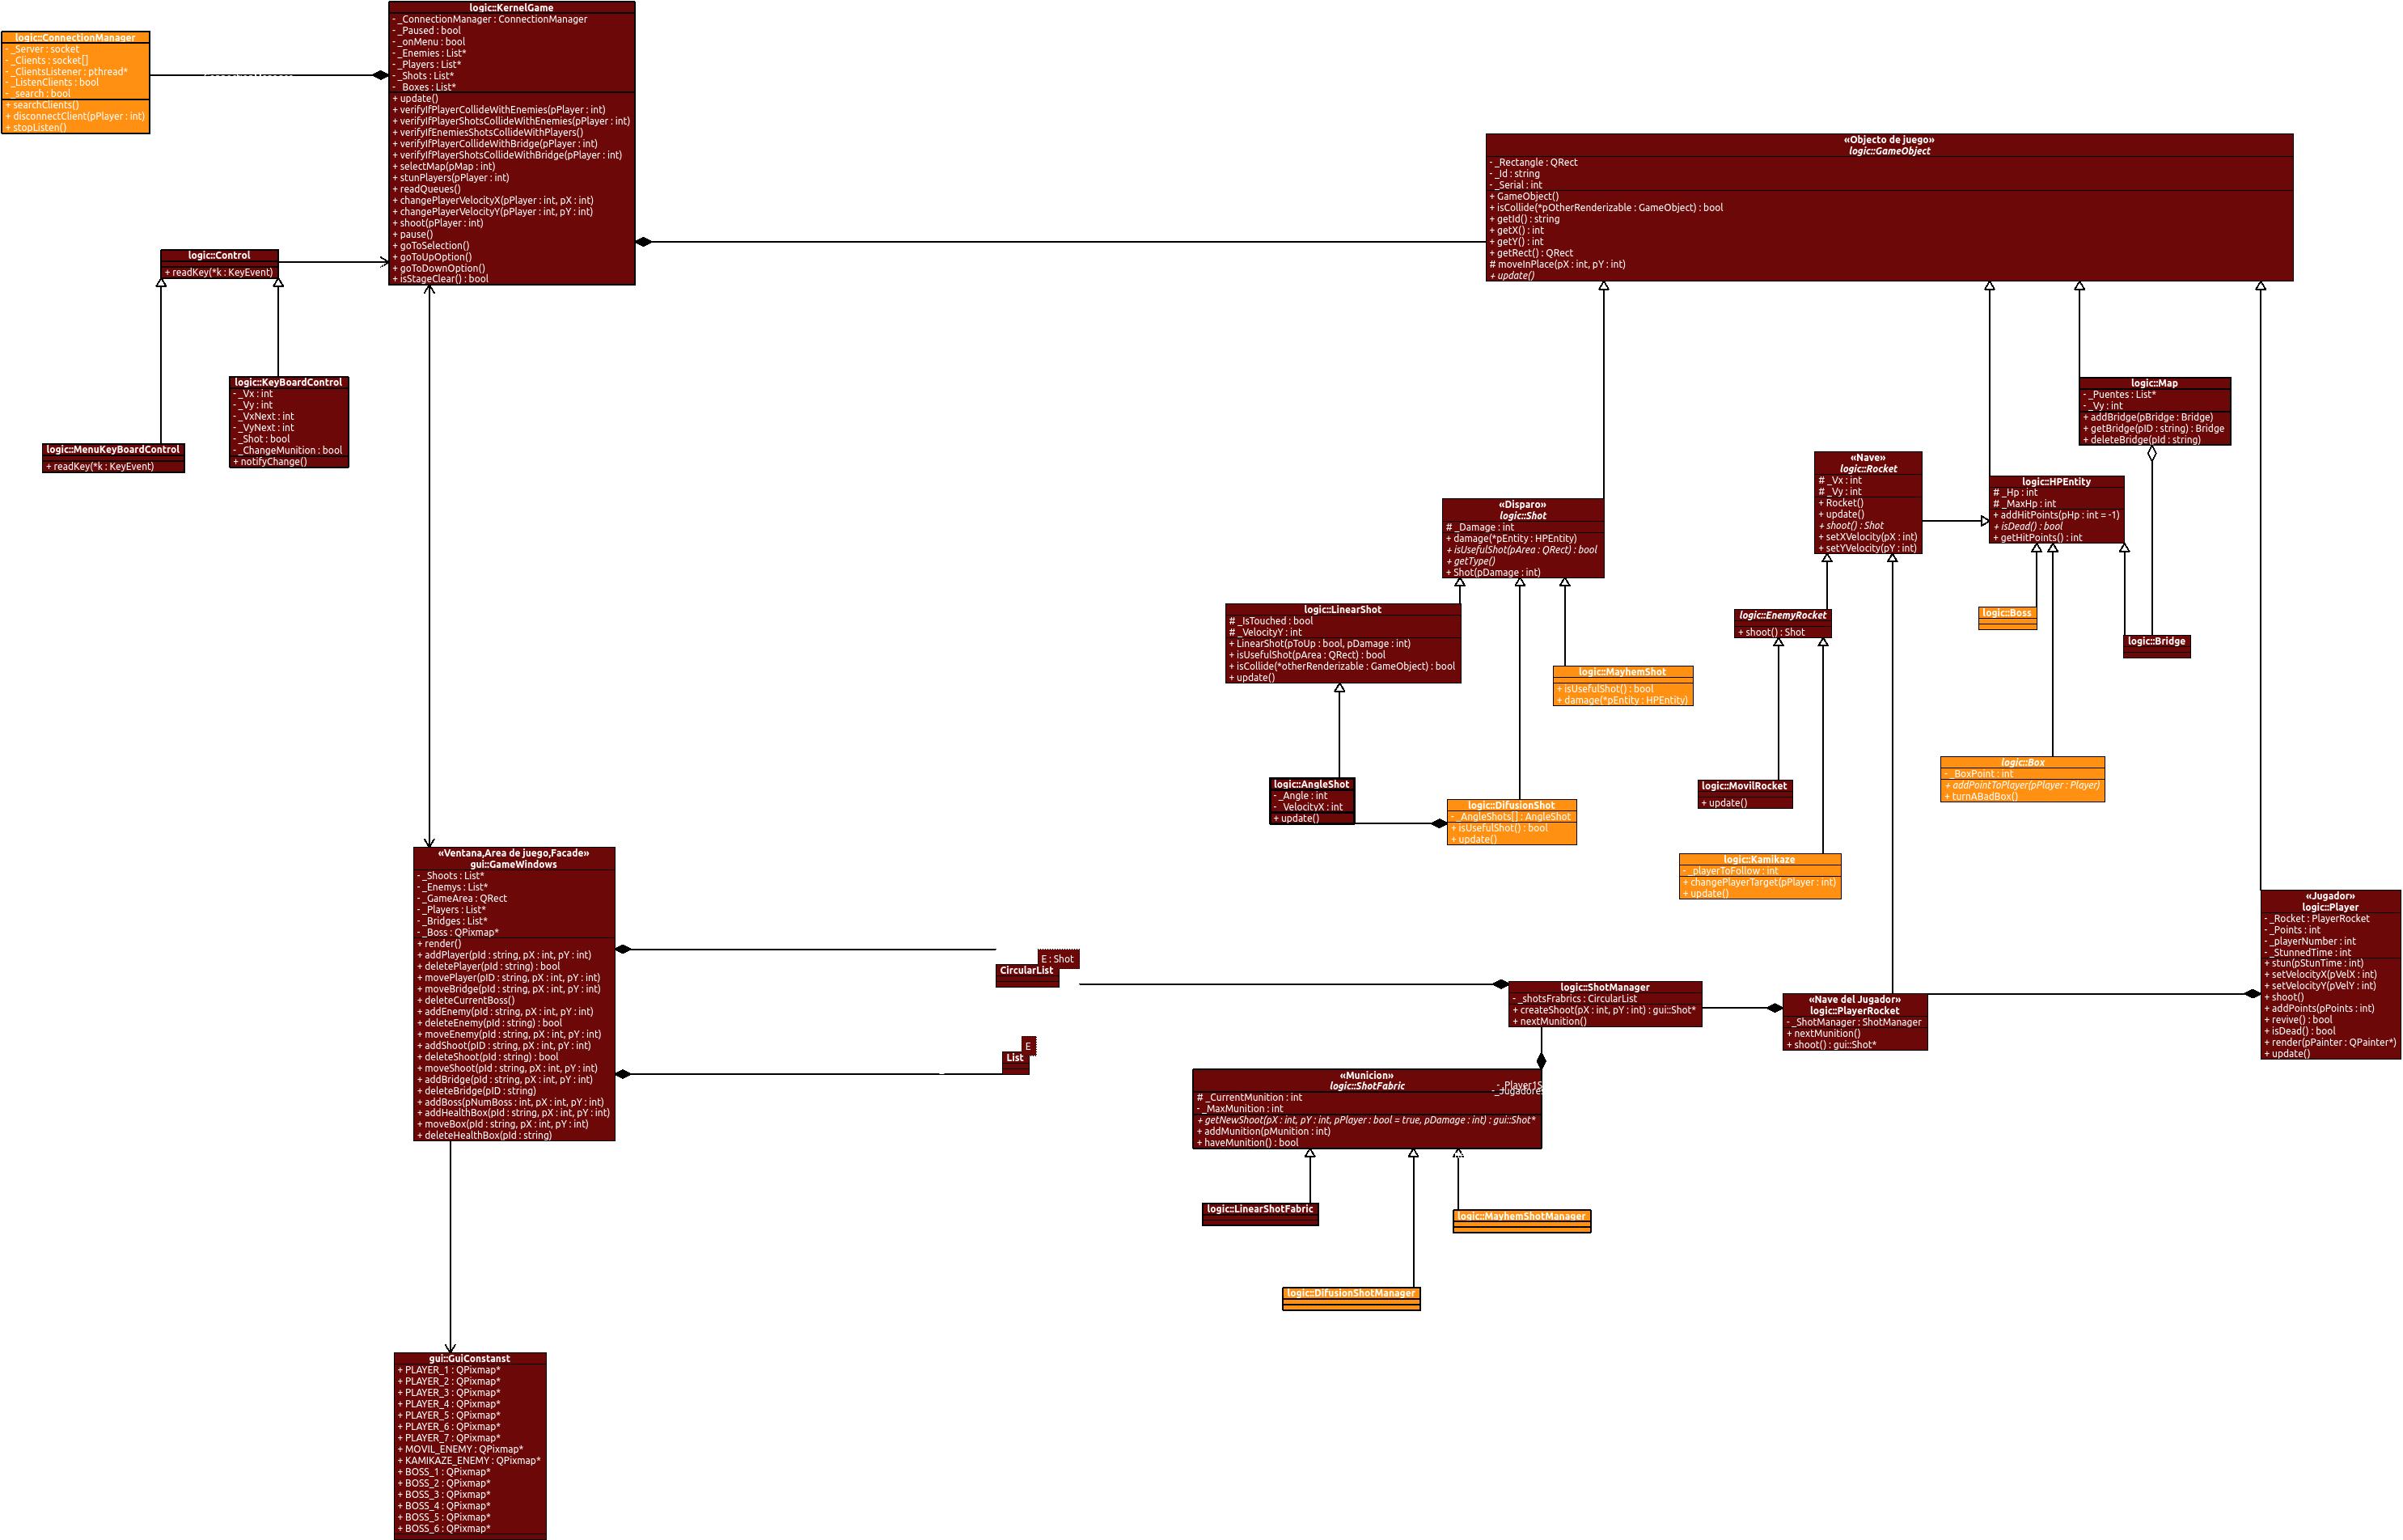 logic::KernelGame
- _ConnectionManager : ConnectionManager
- _Paused : bool
- _onMenu : bool
- _Enemies : List*
- _Players : List*
- _Shots : List*
- _Boxes : List*
+ update()
+ verifyIfPlayerCollideWithEnemies(pPlayer : int)
+ verifyIfPlayerShotsCollideWithEnemies(pPlayer : int)
+ verifyIfEnemiesShotsCollideWithPlayers()
+ verifyIfPlayerCollideWithBridge(pPlayer : int)
+ verifyIfPlayerShotsCollideWithBridge(pPlayer : int)
+ selectMap(pMap : int)
+ stunPlayers(pPlayer : int)
+ readQueues()
+ changePlayerVelocityX(pPlayer : int, pX : int)
+ changePlayerVelocityY(pPlayer : int, pY : int)
+ shoot(pPlayer : int)
+ pause()
+ goToSelection()
+ goToUpOption()
+ goToDownOption()
+ isStageClear() : bool
logic::ConnectionManager
- _Server : socket
- _Clients : socket[]
- _ClientsListener : pthread*
- _ListenClients : bool
- _search : bool
+ searchClients()
+ disconnectClient(pPlayer : int)
+ stopListen()
«Objecto de juego»
logic::GameObject
- _Rectangle : QRect
- _Id : string
- _Serial : int
+ GameObject()
+ isCollide(*pOtherRenderizable : GameObject) : bool
+ getId() : string
+ getX() : int
+ getY() : int
+ getRect() : QRect
# moveInPlace(pX : int, pY : int)
+ update()
logic::Control
+ readKey(*k : KeyEvent)
logic::KeyBoardControl
- _Vx : int
- _Vy : int
- _VxNext : int
- _VyNext : int
- _Shot : bool
- _ChangeMunition : bool
+ notifyChange()
logic::MenuKeyBoardControl
+ readKey(*k : KeyEvent)
logic::Map
- _Puentes : List*
- _Vy : int
+ addBridge(pBridge : Bridge)
+ getBridge(pID : string) : Bridge
+ deleteBridge(pId : string)
«Nave»
logic::Rocket
# _Vx : int
# _Vy : int
+ Rocket()
+ update()
+ shoot() : Shot
+ setXVelocity(pX : int)
+ setYVelocity(pY : int)
logic::HPEntity
# _Hp : int
# _MaxHp : int
+ addHitPoints(pHp : int = -1)
+ isDead() : bool
+ getHitPoints() : int
«Disparo»
logic::Shot
# _Damage : int
+ damage(*pEntity : HPEntity)
+ isUsefulShot(pArea : QRect) : bool
+ getType()
+ Shot(pDamage : int)
logic::LinearShot
# _IsTouched : bool
# _VelocityY : int
+ LinearShot(pToUp : bool, pDamage : int)
+ isUsefulShot(pArea : QRect) : bool
+ isCollide(*otherRenderizable : GameObject) : bool
+ update()
logic::EnemyRocket
+ shoot() : Shot
logic::Boss
logic::Bridge
logic::MayhemShot
+ isUsefulShot() : bool
+ damage(*pEntity : HPEntity)
logic::AngleShot
- _Angle : int
- _VelocityX : int
+ update()
logic::DifusionShot
- _AngleShots[] : AngleShot
+ isUsefulShot() : bool
+ update()
logic::MovilRocket
+ update()
logic::Box
- _BoxPoint : int
+ addPointToPlayer(pPlayer : Player)
+ turnABadBox()
logic::Kamikaze
- _playerToFollow : int
+ changePlayerTarget(pPlayer : int)
+ update()
«Ventana,Area de juego,Facade»
gui::GameWindows
- _Shoots : List*
- _Enemys : List*
- _GameArea : QRect
- _Players : List*
- _Bridges : List*
- _Boss : QPixmap*
+ render()
+ addPlayer(pId : string, pX : int, pY : int)
+ deletePlayer(pId : string) : bool
+ movePlayer(pID : string, pX : int, pY : int)
+ moveBridge(pId : string, pX : int, pY : int)
+ deleteCurrentBoss()
+ addEnemy(pId : string, pX : int, pY : int)
+ deleteEnemy(pId : string) : bool
+ moveEnemy(pId : string, pX : int, pY : int)
+ addShoot(pID : string, pX : int, pY : int)
+ deleteShoot(pId : string) : bool
+ moveShoot(pId : string, pX : int, pY : int)
+ addBridge(pId : string, pX : int, pY : int)
+ deleteBridge(pID : string)
+ addBoss(pNumBoss : int, pX : int, pY : int)
+ addHealthBox(pId : string, pX : int, pY : int)
+ moveBox(pId : string, pX : int, pY : int)
+ deleteHealthBox(pId : string)
E : Shot
CircularList
E
List
logic::ShotManager
- _shotsFrabrics : CircularList
+ createShoot(pX : int, pY : int) : gui::Shot*
+ nextMunition()
«Nave del Jugador»
logic::PlayerRocket
- _ShotManager : ShotManager
+ nextMunition()
+ shoot() : gui::Shot*
«Jugador»
logic::Player
- _Rocket : PlayerRocket
- _Points : int
- _playerNumber : int
- _StunnedTime : int
+ stun(pStunTime : int)
+ setVelocityX(pVelX : int)
+ setVelocityY(pVelY : int)
+ shoot()
+ addPoints(pPoints : int)
+ revive() : bool
+ isDead() : bool
+ render(pPainter : QPainter*)
+ update()
«Municion»
logic::ShotFabric
- _Player1S
- _Jugadores
# _CurrentMunition : int
- _MaxMunition : int
+ getNewShoot(pX : int, pY : int, pPlayer : bool = true, pDamage : int) : gui::Shot*
+ addMunition(pMunition : int)
+ haveMunition() : bool
logic::LinearShotFabric
logic::MayhemShotManager
logic::DifusionShotManager
gui::GuiConstanst
+ PLAYER_1 : QPixmap*
+ PLAYER_2 : QPixmap*
+ PLAYER_3 : QPixmap*
+ PLAYER_4 : QPixmap*
+ PLAYER_5 : QPixmap*
+ PLAYER_6 : QPixmap*
+ PLAYER_7 : QPixmap*
+ MOVIL_ENEMY : QPixmap*
+ KAMIKAZE_ENEMY : QPixmap*
+ BOSS_1 : QPixmap*
+ BOSS_2 : QPixmap*
+ BOSS_3 : QPixmap*
+ BOSS_4 : QPixmap*
+ BOSS_5 : QPixmap*
+ BOSS_6 : QPixmap*